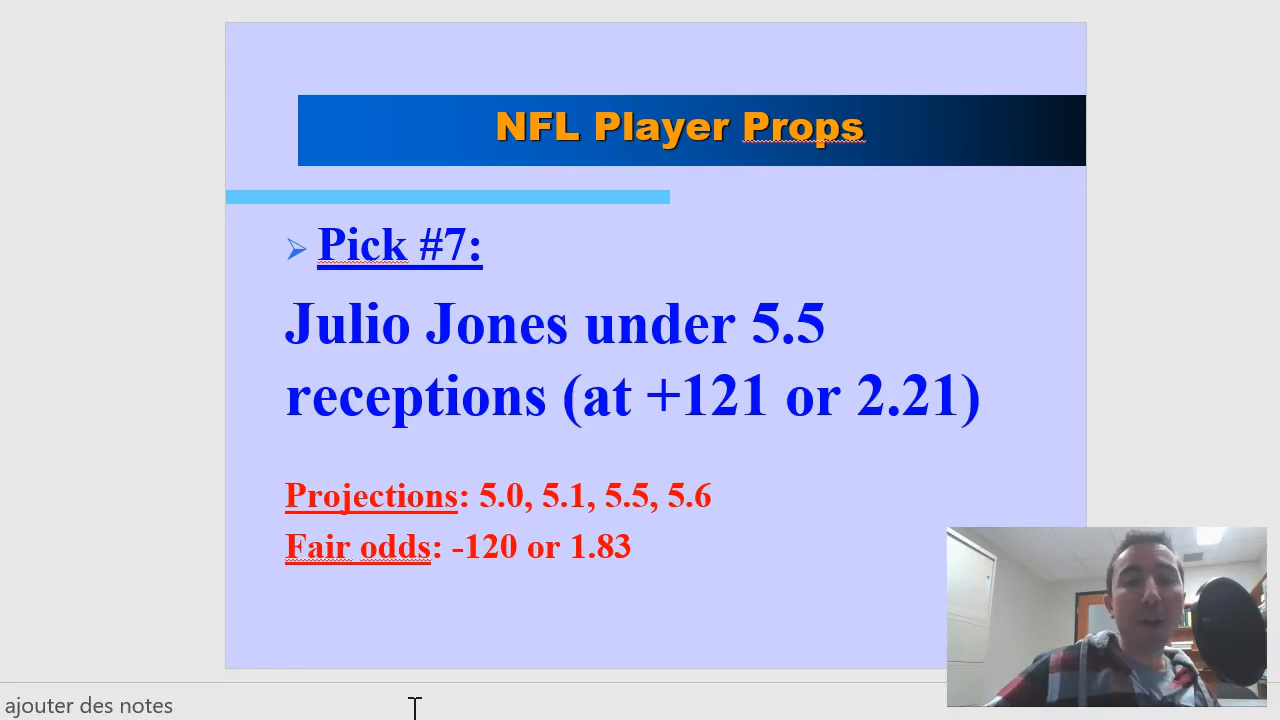 NFL Player Props
Pick #7:
Julio Jones under 5.5
receptions (at +121 or 2.21)
Projections: 5.0, 5.1, 5.5, 5.6
Fair odds: -120 or 1.83
ajouter des notes